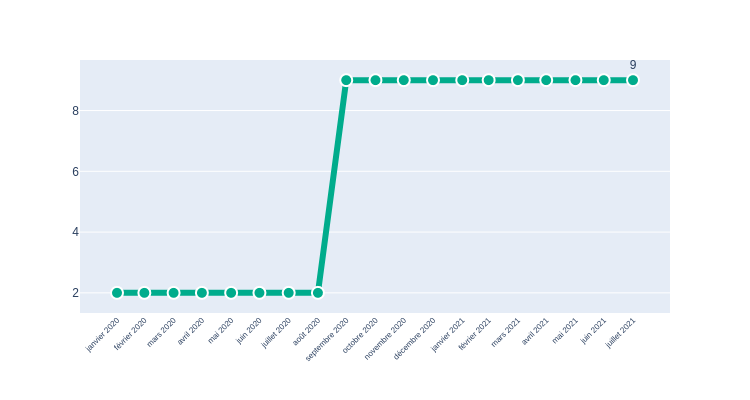 9
8
6
4
2
janvier 2020
février 2020
mars 2020
avril 2020
mai 2020
juin 2020
juillet 2020
août 2020
septembre 2020
octobre 2020
novembre 2020
décembre 2020
janvier 2021
février 2021
mars 2021
avril 2021
mai 2021
juin 2021
juillet 2021